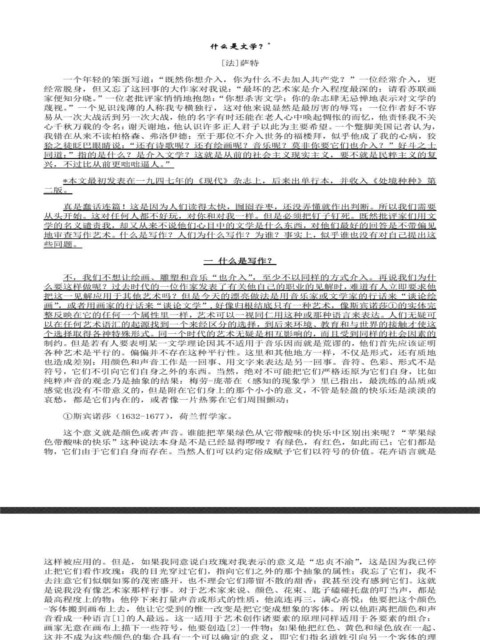 什么是文学?*
[法]萨特
一个年轻的笨蛋写道:“既然你想介入,你为什么不去加人共产党?”一位经常介入,更
经常脱身,但又忘了这回事的大作家对我说:“最坏的艺术家是介入程度最深的;请看苏联画
家便知分晓。”一位老批评家悄悄地抱怨:“你想杀害文学;你的杂志肆无忌惮地表示对文学的
蔑视。”一个见识浅薄的人称我专横独行,这对他来说显然是最厉害的辱骂;一位作者好不容
易从一次大战活到另一次大战,他的名字有时还能在老人心中唤起惆怅的而忆,他责怪我不关
心千秋万载的令名;谢天谢地,他认识许多正人君子以此为主要希望。一个蹩脚美国记者认为,
我错在从来不读柏格森、弗洛伊德;至于那位不介入世务的福楼拜,似乎他成了我的心病,狡
狯之徒眨巴眼睛说:“还有诗歌呢?还有绘画呢?音乐呢?莫非你要它们也介入?”好斗之士
问道:“指的是什么?是介入文学?这就是从前的社会主义现实主义,要不就是民粹主义的复
兴,不过比从前更咄咄逼人。”
*本文最初发表在一九四七年的《现代》杂志上,后来出单行本,并收入《处境种种》第
二版。
真是蠢话连篇!这是因为人们读得太快,囫囵吞枣,还没弄懂就作出判断。所以我们需要
从头开始。这对任何人都不好玩,对你和对我一样。但是必须把钉子钉死。既然批评家们用文
学的名义谴责我,却又从来不说他们心目中的文学是什么东西,对他们最好的回答是不带偏见
地审查写作艺术。什么是写作?人们为什么写作?为谁?事实上,似乎谁也没有对自己提出这
些问题。
一 什么是写作?
不,我们不想让绘画、雕塑和音乐“也介入”,至少不以同样的方式介入。再说我们为什
么要这样做呢?过去时代的一位作家发表了有关他自己的职业的见解时,难道有人立即要求他
把这一见解应用于其他艺术吗?但是今天的漂亮做法是用音乐家或文学家的行话来“谈论绘
画”,或者用画家的行话来“谈论文学”,好像归根结底只有一种艺术,像斯宾诺莎①的实体完
整反映在它的任何一个属性里一样,艺术可以一视同仁用这种或那种语言来表达。人们无疑可
以在任何艺术语汇的起源找到一个未经区分的选择,到后来环境、教育和与世界的接触才使这
个选择取得各种特殊形式。同一个时代的艺术无疑是相互影响的,而且受到同样的社会因素的
制约。但是若有人要表明某一文学理论因其不适用于音乐因而就是荒谬的,他们首先应该证明
各种艺术是平行的。偏偏并不存在这种平行性。这里和其他地方一样,不仅是形式,还有质地
也造成差别;用颜色和声音工作是一回事,用文字来表达是另一回事。音符、色彩、形式不是
符号,它们不引向它们自身之外的东西。当然,绝对不可能把它们严格还原为它们自身,比如
纯粹声音的观念乃是抽象的结果;梅劳-庞蒂在《感知的现象学》里已指出,最洗练的品质或
感觉也没有不带意义的,但是附在它们身上的那个小小的意义,不管是轻盈的快乐还是淡淡的
哀愁,都是它们内在的,或者像一片热雾在它们周围颤动;
①斯宾诺莎(1632-1677),荷兰哲学家。
这个意义就是颜色或者声音。谁能把苹果绿色从它带酸味的快乐中区别出来呢?“苹果绿
色带酸味的快乐”这种说法本身是不是已经显得啰唆?有绿色,有红色,如此而已;它们都是
物,它们由于它们自身而存在。当然人们可以约定俗成赋予它们以符号的价值。花卉语言就是
这样被应用的。但是,如果我同意说白玫瑰对我表示的意义是“忠贞不渝”,这是因为我已停
止把它们看作玫瑰:我的目光穿过它们,指向它们之外的那个抽象的属性;我忘了它们,我不
去注意它们似烟如雾的茂密盛开,也不理会它们滞留不散的甜香;我甚至没有感到它们。这就
是说我没有像艺术家那样行事。对于艺术家来说,颜色、花束、匙子磕碰托盘的叮当声,都是
最高程度上的物;他停下来打量声音或形式的性质,他流连再三,满心喜悦;他要把这个颜色
-客体搬到画布上去,他让它受到的惟一改变是把它变成想象的客体。所以他距离把颜色和声
音看成一种语言[1]的人最远。这一适用于艺术创作诸要素的原理同样适用于各要素的组合;
画家无意在画布上描下一些符号,他要创造[2]一件物;如果他把红色、黄色和绿色放在一起,
这并不成为这些颜色的集合具有一个可以确定的意义,即它们指名道姓引向另一个物的理